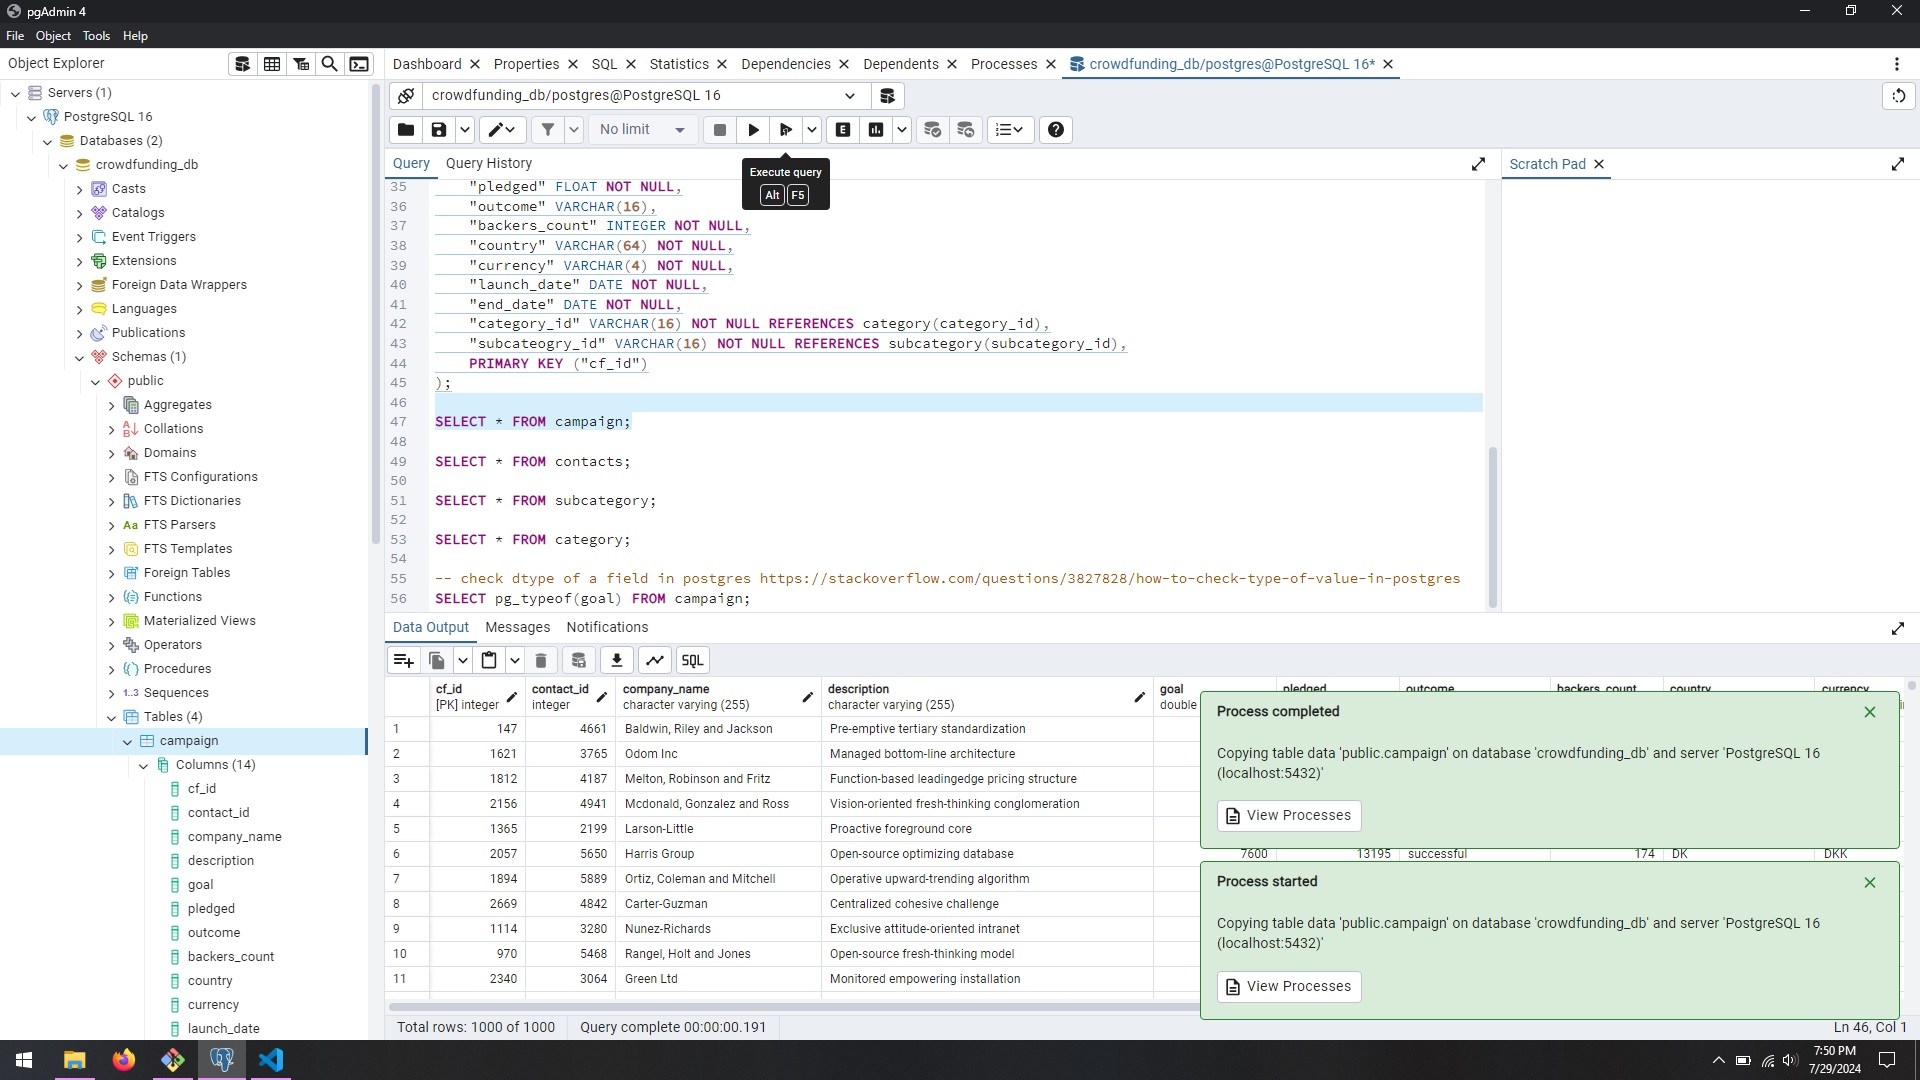 pgAdmin 4
File Object Tools Help
Object Explorer
Dashboard
Properties
SQL
Statistics
Dependencies
Dependents
Processes
crowdfunding_db/postgres@PostgreSQL 16*
crowdfunding_db/postgres@PostgreSQL 16
No limit
E
Execute query
Alt F5
Query Query History
Scratch Pad
Servers (1)
PostgreSQL 16
Databases (2)
crowdfunding_db
Casts
Catalogs
Event Triggers
Extensions
Foreign Data Wrappers
Languages
Publications
Schemas (1)
public
Aggregates
Collations
Domains
FTS Configurations
FTS Dictionaries
Aa FTS Parsers
FTS Templates
Foreign Tables
Functions
Materialized Views
Operators
Procedures
1..3 Sequences
Tables (4)
campaign
Columns (14)
cf_id
contact_id
company_name
description
goal
pledged
outcome
backers_count
country
currency
launch_date
35 "pledged" FLOAT NOT NULL,
36 "outcome" VARCHAR(16),
37 "backers_count" INTEGER NOT NULL,
38 "country" VARCHAR(64) NOT NULL,
39 "currency" VARCHAR(4) NOT NULL,
40 "launch_date" DATE NOT NULL,
41 "end_date" DATE NOT NULL,
42 "category_id" VARCHAR(16) NOT NULL REFERENCES category(category_id),
43 "subcateogry_id" VARCHAR(16) NOT NULL REFERENCES subcategory(subcategory_id),
44 PRIMARY KEY ("cf_id")
45 );
46
47 SELECT * FROM campaign;
48
49 SELECT * FROM contacts;
50
51 SELECT * FROM subcategory;
52
53 SELECT * FROM category;
54
55 -- check dtype of a field in postgres https://stackoverflow.com/questions/3827828/how-to-check-type-of-value-in-postgres
56 SELECT pg_typeof(goal) FROM campaign;
Data Output Messages Notifications
SQL
cf_id contact_id company_name description goal pledged outcome backers_count country currency
[PK] integer integer character varying (255) character varying (255) double
1 147 4661 Baldwin, Riley and Jackson Pre-emptive tertiary standardization
2 1621 3765 Odom Inc Managed bottom-line architecture
3 1812 4187 Melton, Robinson and Fritz Function-based leadingedge pricing structure
4 2156 4941 Mcdonald, Gonzalez and Ross Vision-oriented fresh-thinking conglomeration
5 1365 2199 Larson-Little Proactive foreground core
6 2057 5650 Harris Group Open-source optimizing database 7600 13195 successful 174 DK DKK
7 1894 5889 Ortiz, Coleman and Mitchell Operative upward-trending algorithm
8 2669 4842 Carter-Guzman Centralized cohesive challenge
9 1114 3280 Nunez-Richards Exclusive attitude-oriented intranet
10 970 5468 Rangel, Holt and Jones Open-source fresh-thinking model
11 2340 3064 Green Ltd Monitored empowering installation
Process completed
Copying table data 'public.campaign' on database 'crowdfunding_db' and server 'PostgreSQL 16
(localhost:5432)'
View Processes
Process started
Copying table data 'public.campaign' on database 'crowdfunding_db' and server 'PostgreSQL 16
(localhost:5432)'
View Processes
Total rows: 1000 of 1000 Query complete 00:00:00.191
Ln 46, Col 1
7:50 PM
7/29/2024